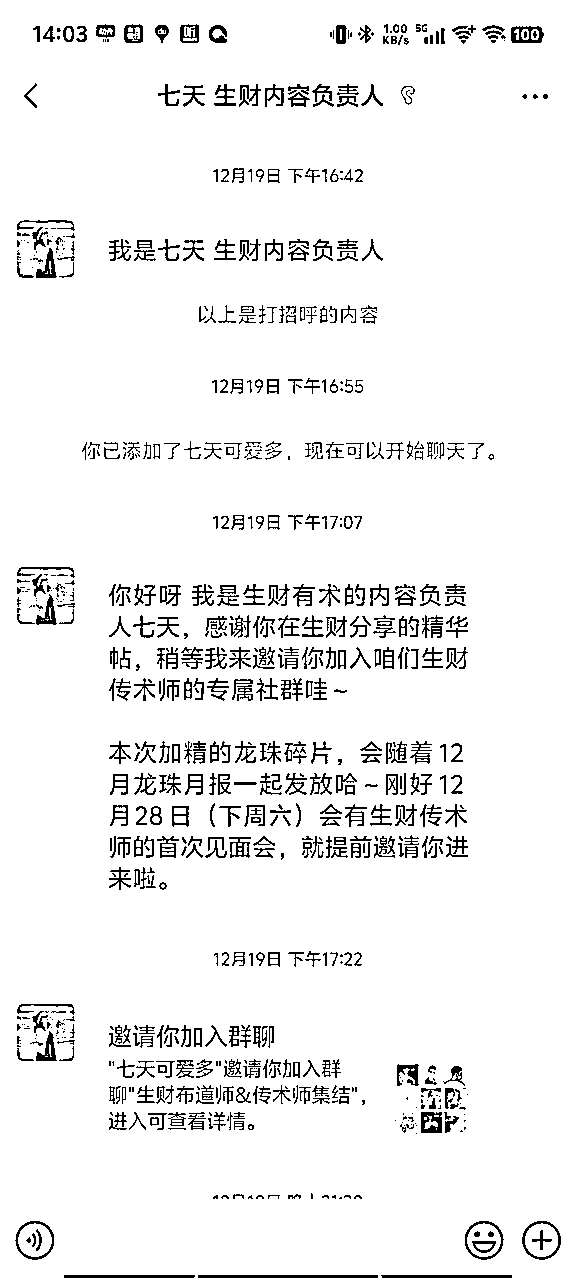 14:03
1.00 KB/s 5G 100
七天 生财内容负责人
12月19日 下午16:42
我是七天 生财内容负责人
以上是打招呼的内容
12月19日 下午16:55
你已添加了七天可爱多，现在可以开始聊天了。
12月19日 下午17:07
你好呀 我是生财有术的内容负责
人七天，感谢你在生财分享的精华
帖，稍等我来邀请你加入咱们生财
传术师的专属社群哇~
本次加精的龙珠碎片，会随着12
月龙珠月报一起发放哈~刚好12
月28日（下周六）会有生财传术
师的首次见面会，就提前邀请你进
来啦。
12月19日 下午17:22
邀请你加入群聊
"七天可爱多"邀请你加入群
聊"生财布道师&传术师集结"，
进入可查看详情。